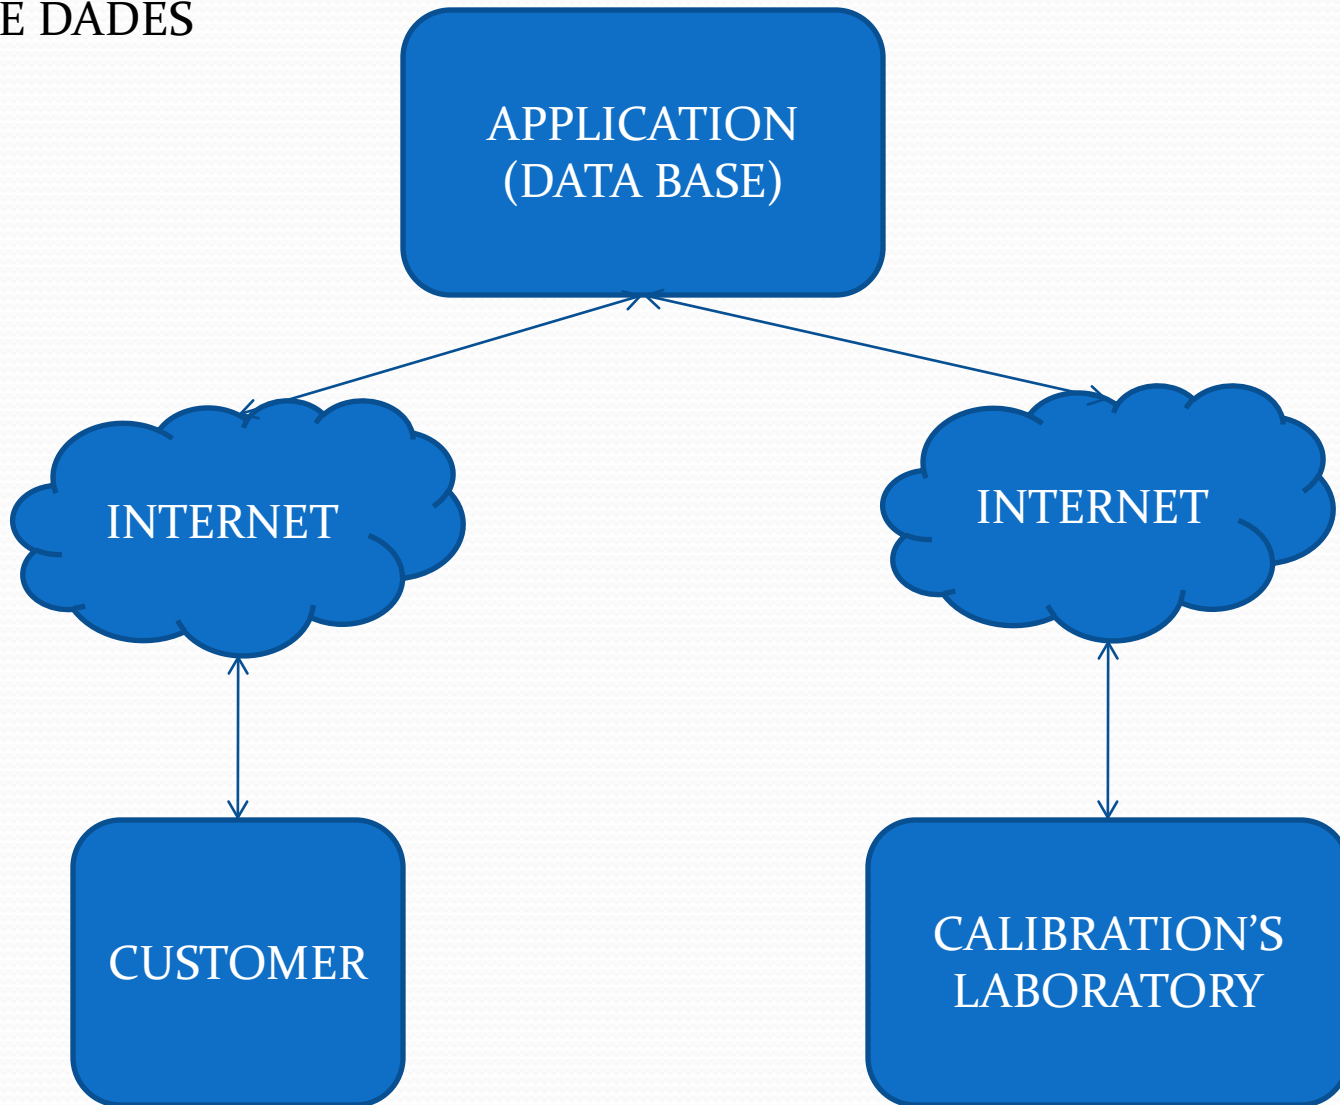 E DADES
APPLICATION
(DATA BASE)
INTERNET
INTERNET
CUSTOMER
CALIBRATION’S
LABORATORY